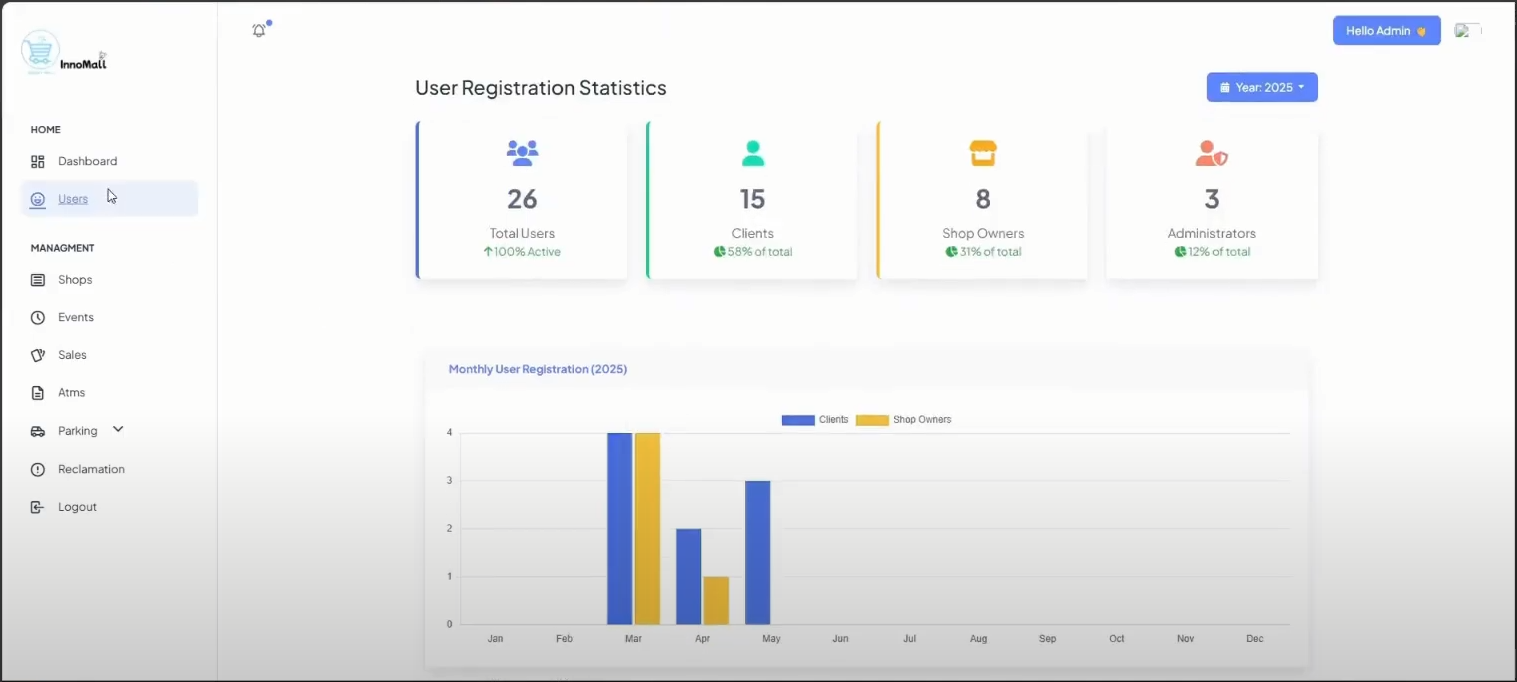 InnoMall
Hello Admin 👋
User Registration Statistics
Year: 2025
HOME
Dashboard
Users
MANAGMENT
Shops
Events
Sales
Atms
Parking
Reclamation
Logout
26
Total Users
↑100% Active
15
Clients
58% of total
8
Shop Owners
31% of total
3
Administrators
12% of total
Monthly User Registration (2025)
Clients Shop Owners
4
3
2
1
0
Jan Feb Mar Apr May Jun Jul Aug Sep Oct Nov Dec